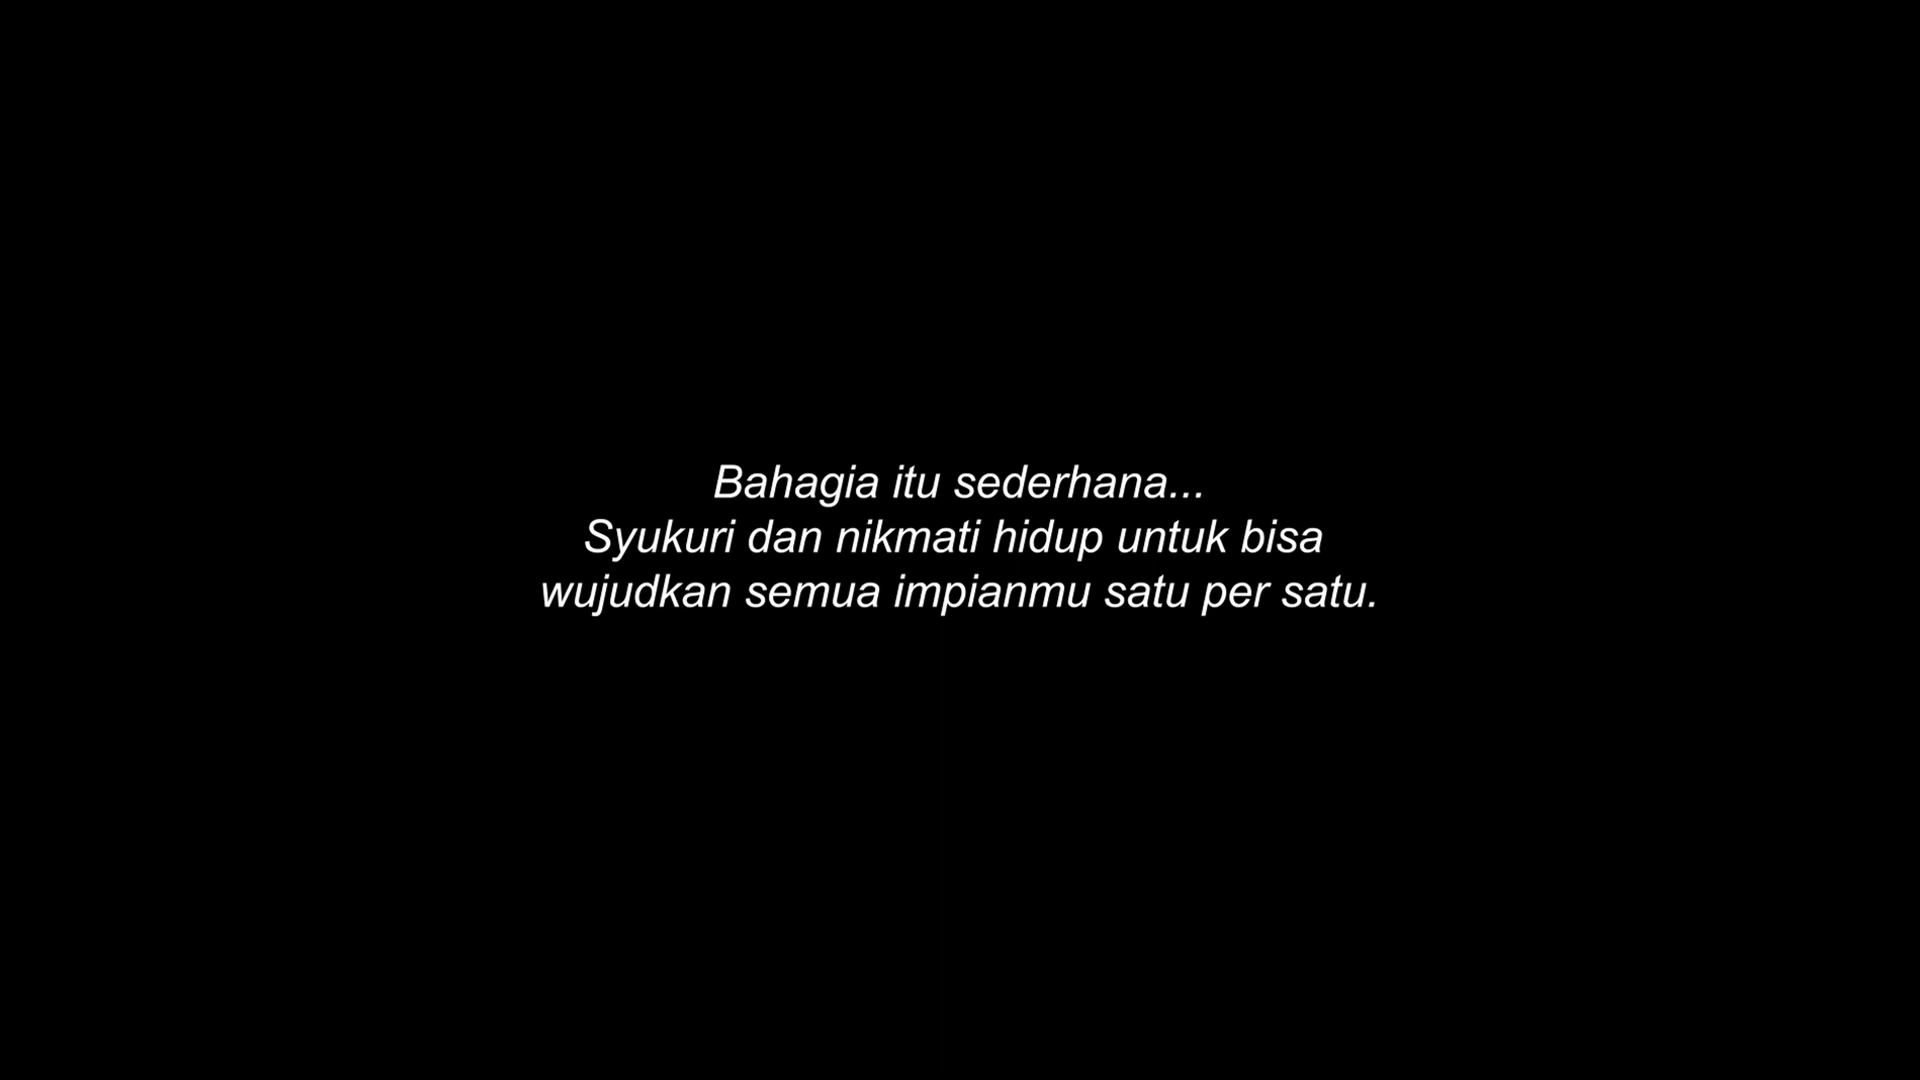 Bahagia itu sederhana...
Syukuri dan nikmati hidup untuk bisa
wujudkan semua impianmu satu per satu.